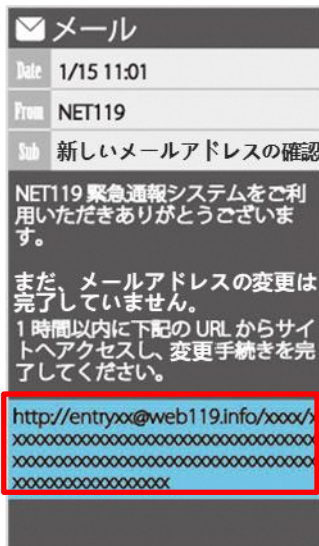 メール
Date 1/15 11:01
From NET119
Sub 新しいメールアドレスの確認
NET119 緊急通報システムをご利
用いただきありがとうございま
す。
まだ、メールアドレスの変更は
完了していません。
1 時間以内に下記の URL からサイ
トへアクセスし、変更手続きを完
了してください。
http://entryxx@web119.info/xxxx/x
xxxxxxxxxxxxxxxxxxxxxxxxxxxxxxxxx
xxxxxxxxxxxxxxxxxxxxxxxxxxxxxxxxx
xxxxxxxxxxxxxxxxx